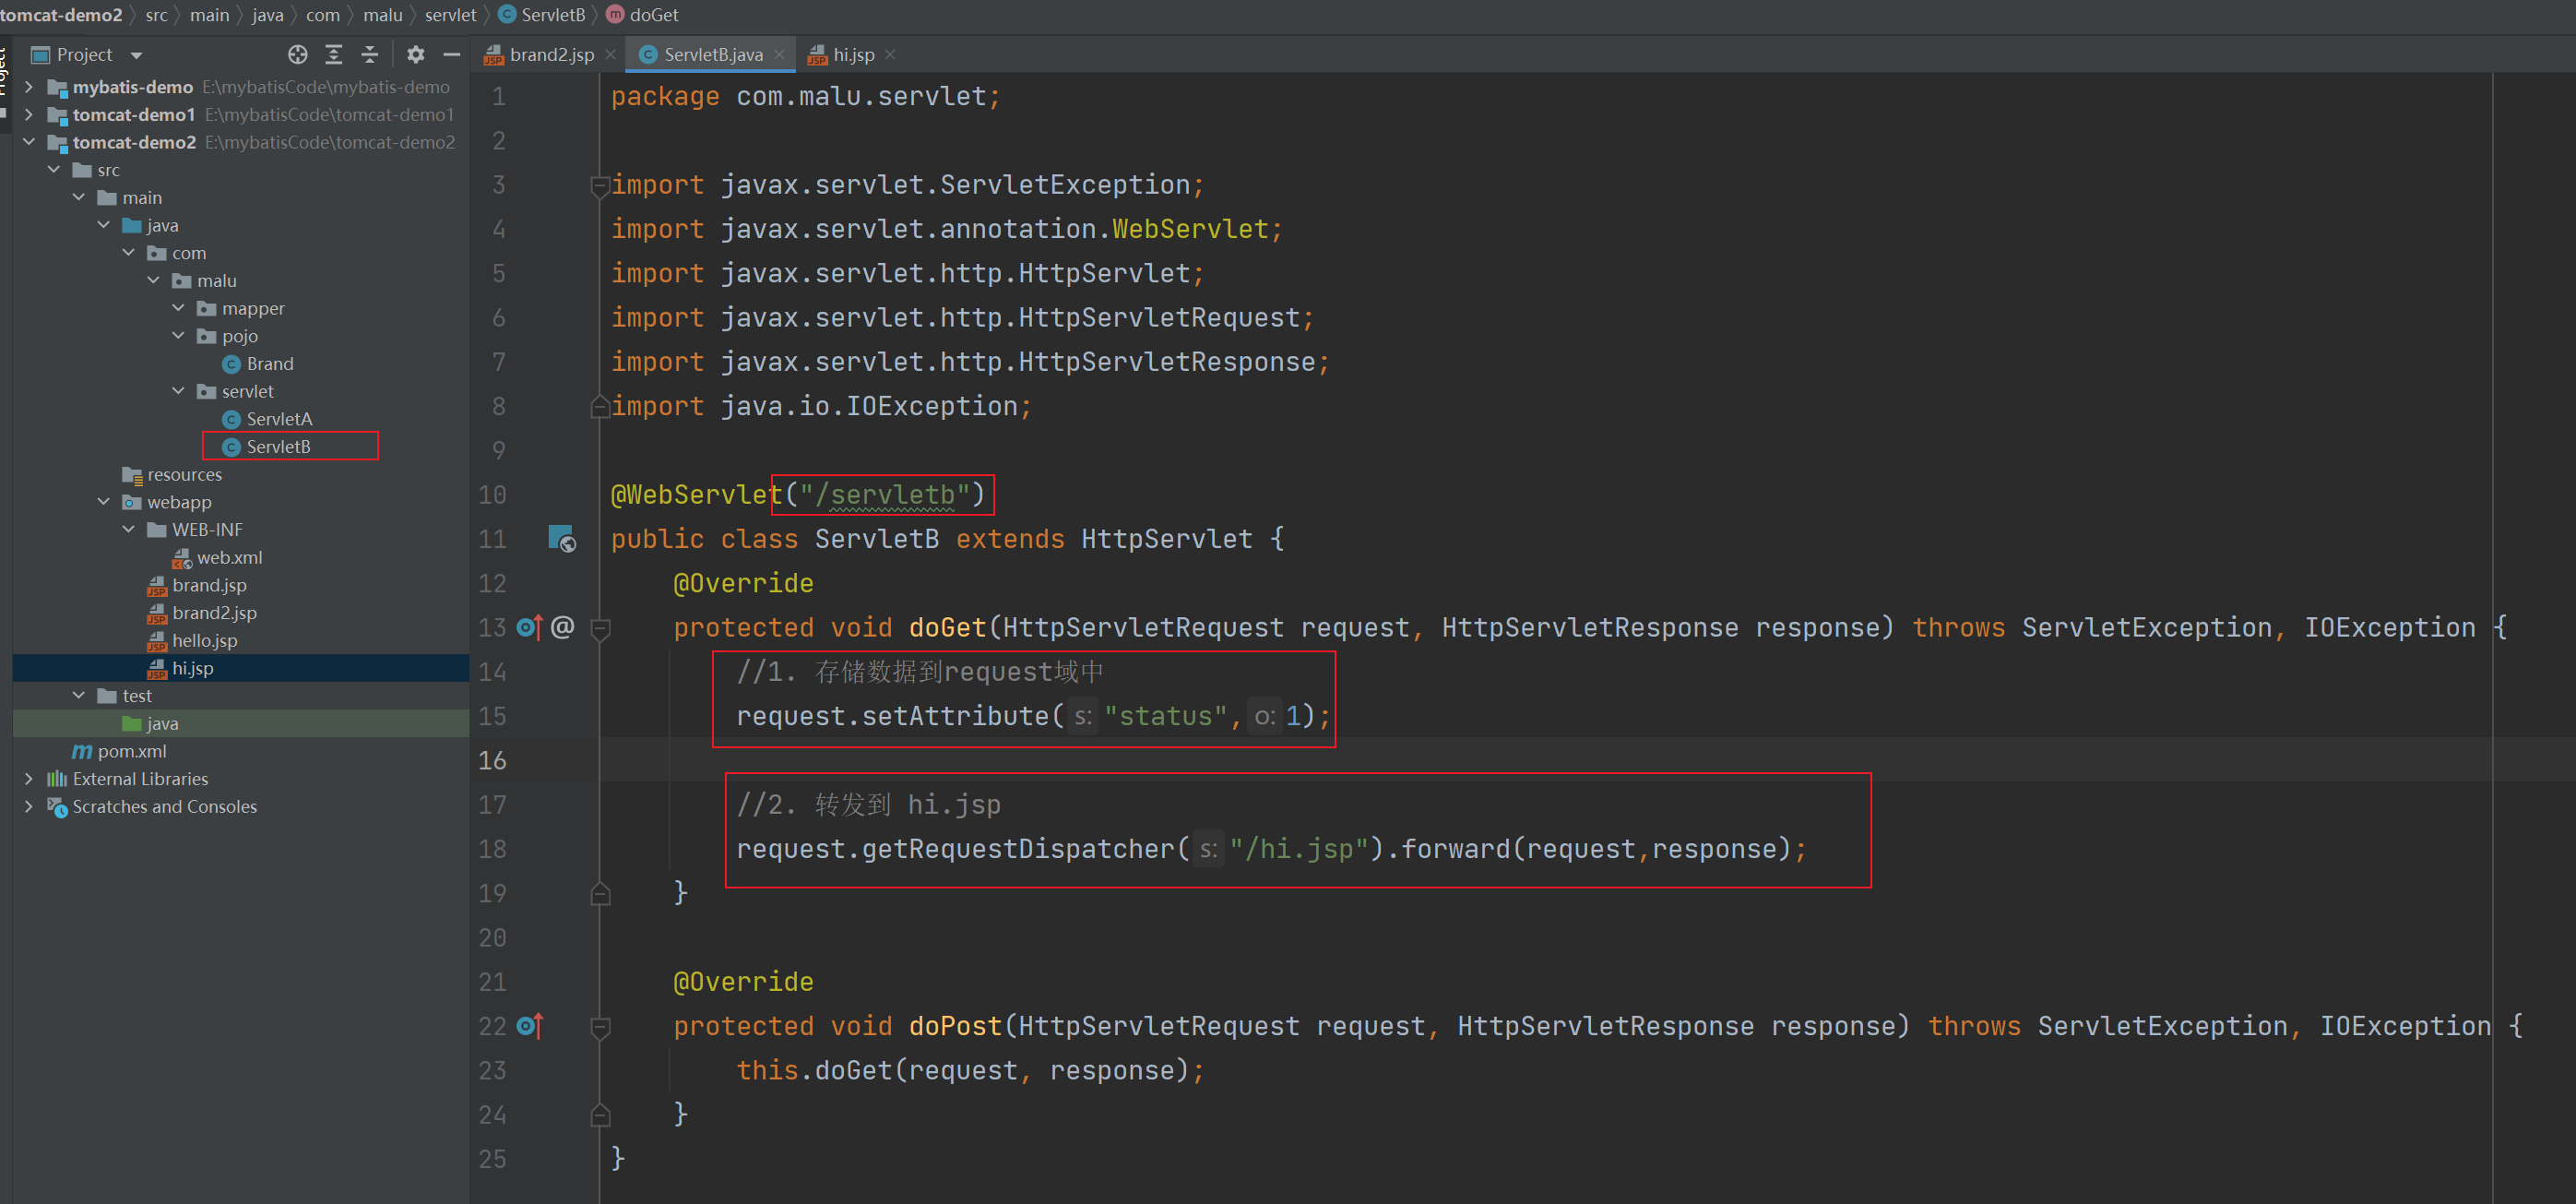 tomcat-demo2 〉 src 〉 main 〉 java 〉 com 〉 malu 〉 servlet 〉 ServletB 〉 doGet
Project
Project
mybatis-demo E:\mybatisCode\mybatis-demo
tomcat-demo1 E:\mybatisCode\tomcat-demo1
tomcat-demo2 E:\mybatisCode\tomcat-demo2
src
main
java
com
malu
mapper
pojo
Brand
servlet
ServletA
ServletB
resources
webapp
WEB-INF
web.xml
brand.jsp
brand2.jsp
hello.jsp
hi.jsp
test
java
pom.xml
External Libraries
Scratches and Consoles
brand2.jsp ServletB.java hi.jsp
1 package com.malu.servlet;
2
3 import javax.servlet.ServletException;
4 import javax.servlet.annotation.WebServlet;
5 import javax.servlet.http.HttpServlet;
6 import javax.servlet.http.HttpServletRequest;
7 import javax.servlet.http.HttpServletResponse;
8 import java.io.IOException;
9
10 @WebServlet("/servletb")
11 public class ServletB extends HttpServlet {
12 @Override
13 @ protected void doGet(HttpServletRequest request, HttpServletResponse response) throws ServletException, IOException {
14 //1. 存储数据到request域中
15 request.setAttribute( s: "status", o: 1);
16
17 //2. 转发到 hi.jsp
18 request.getRequestDispatcher( s: "/hi.jsp").forward(request,response);
19 }
20
21 @Override
22 protected void doPost(HttpServletRequest request, HttpServletResponse response) throws ServletException, IOException {
23 this.doGet(request, response);
24 }
25 }